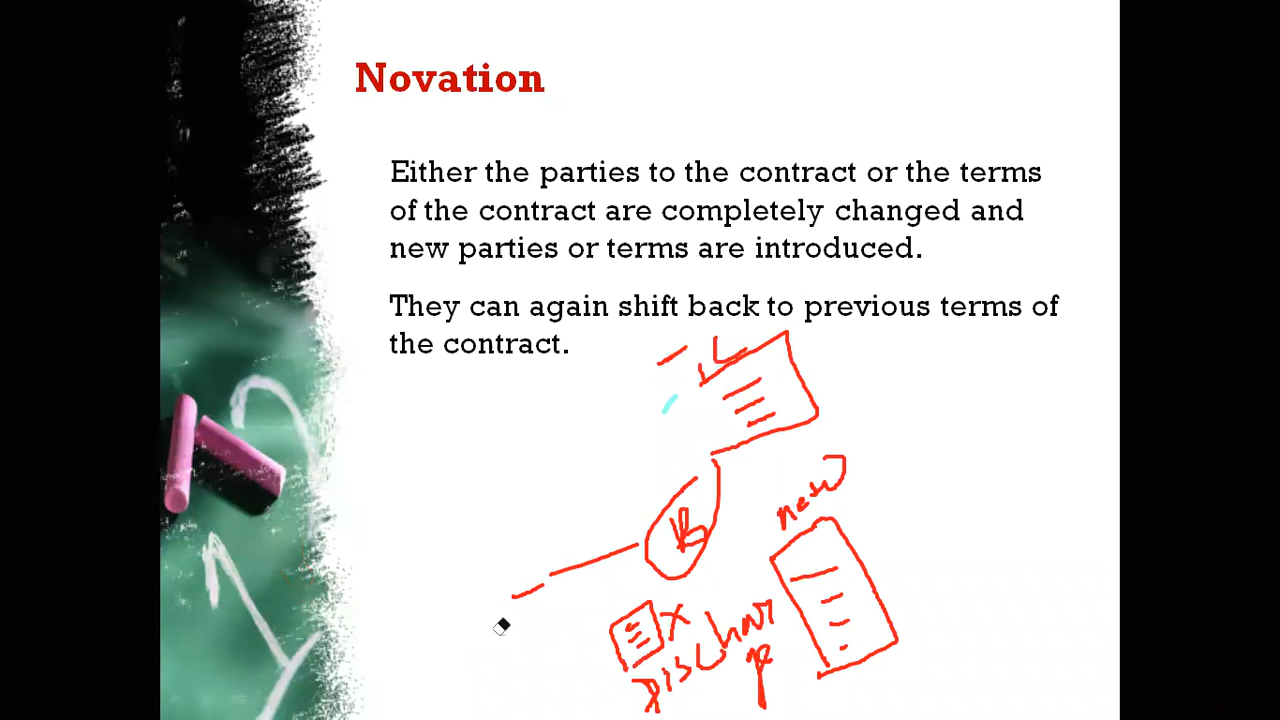 Novation
Either the parties to the contract or the terms
of the contract are completely changed and
new parties or terms are introduced.
They can again shift back to previous terms of
the contract.
new
B
X